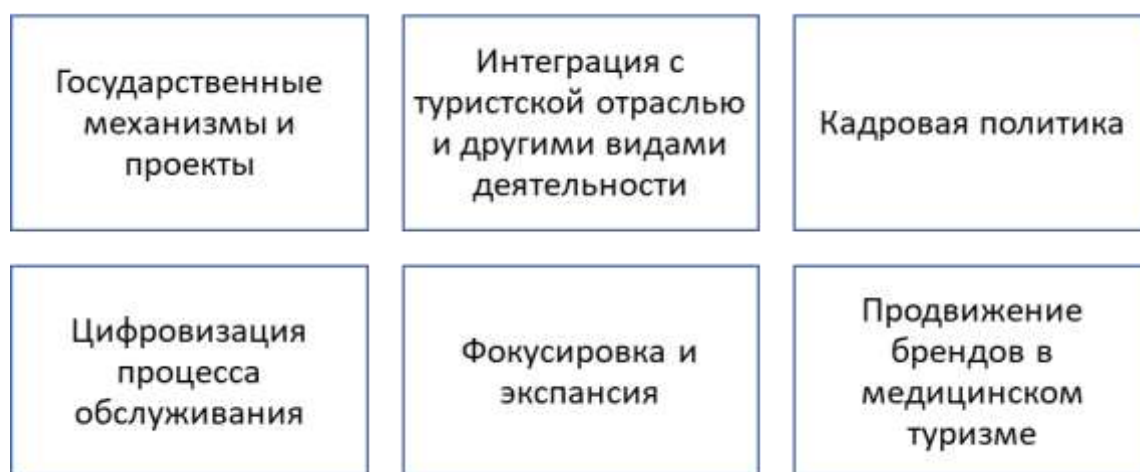 Государственные
механизмы и
проекты
Интеграция с
туристской отраслью
и другими видами
деятельности
Кадровая политика
Цифровизация
процесса
обслуживания
Фокусировка и
экспансия
Продвижение
брендов в
медицинском
туризме